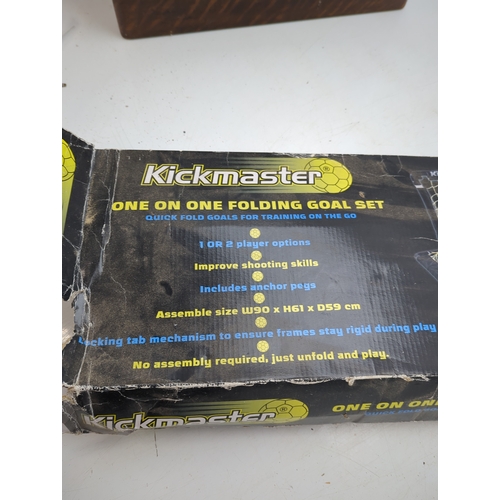 Kickmaster®
ONE ON ONE FOLDING GOAL SET
QUICK FOLD GOALS FOR TRAINING ON THE GO
1 OR 2 player options
Improve shooting skills
Includes anchor pegs
Assemble size W90 x H61 x D59 cm
Locking tab mechanism to ensure frames stay rigid during play
No assembly required, just unfold and play.
Kickmaster®
ONE ON ONE